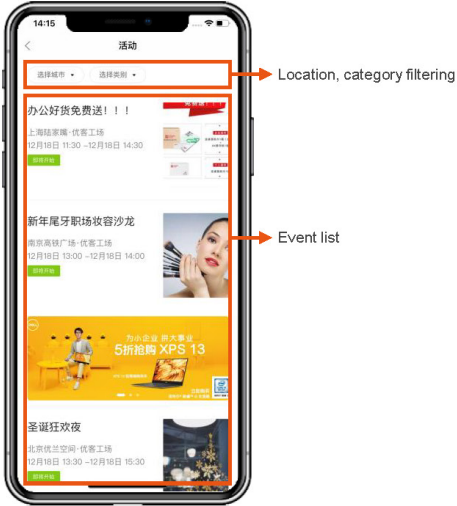 14:15
活动
选择城市
选择类别
Location, category filtering
办公好货免费送！！！
上海陆家嘴·优客工场
12月18日 11:30 -12月18日 14:30
即将开始
新年尾牙职场妆容沙龙
南京高铁广场·优客工场
12月18日 13:00 -12月18日 14:00
即将开始
Event list
为小企业 拼大事业
5折抢购 XPS 13
圣诞狂欢夜
北京优兰空间·优客工场
12月18日 13:30 -12月18日 15:30
即将开始